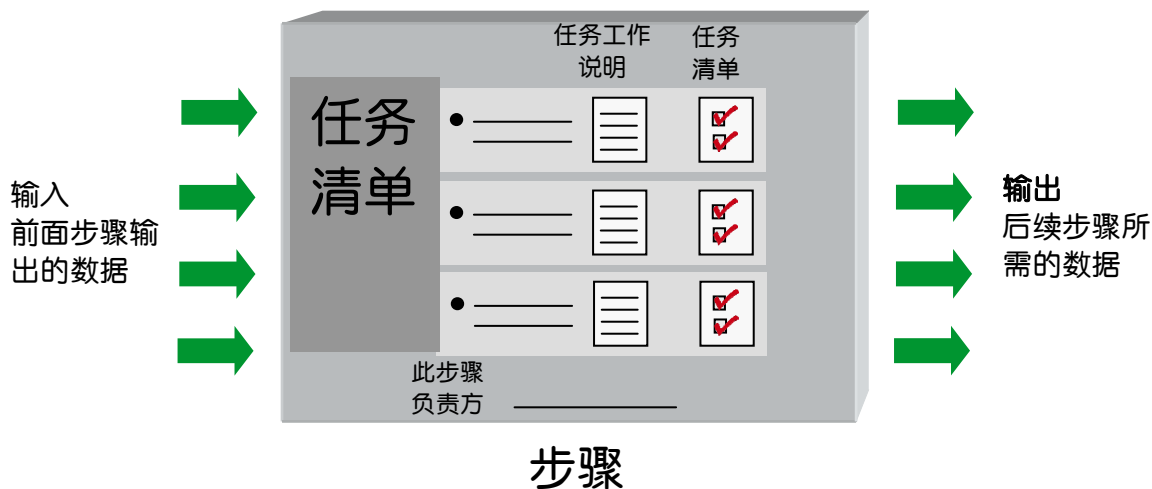 任务工作
说明
任务
清单
任务
清单
输入
前面步骤输
出的数据
输出
后续步骤所
需的数据
此步骤
负责方
步骤